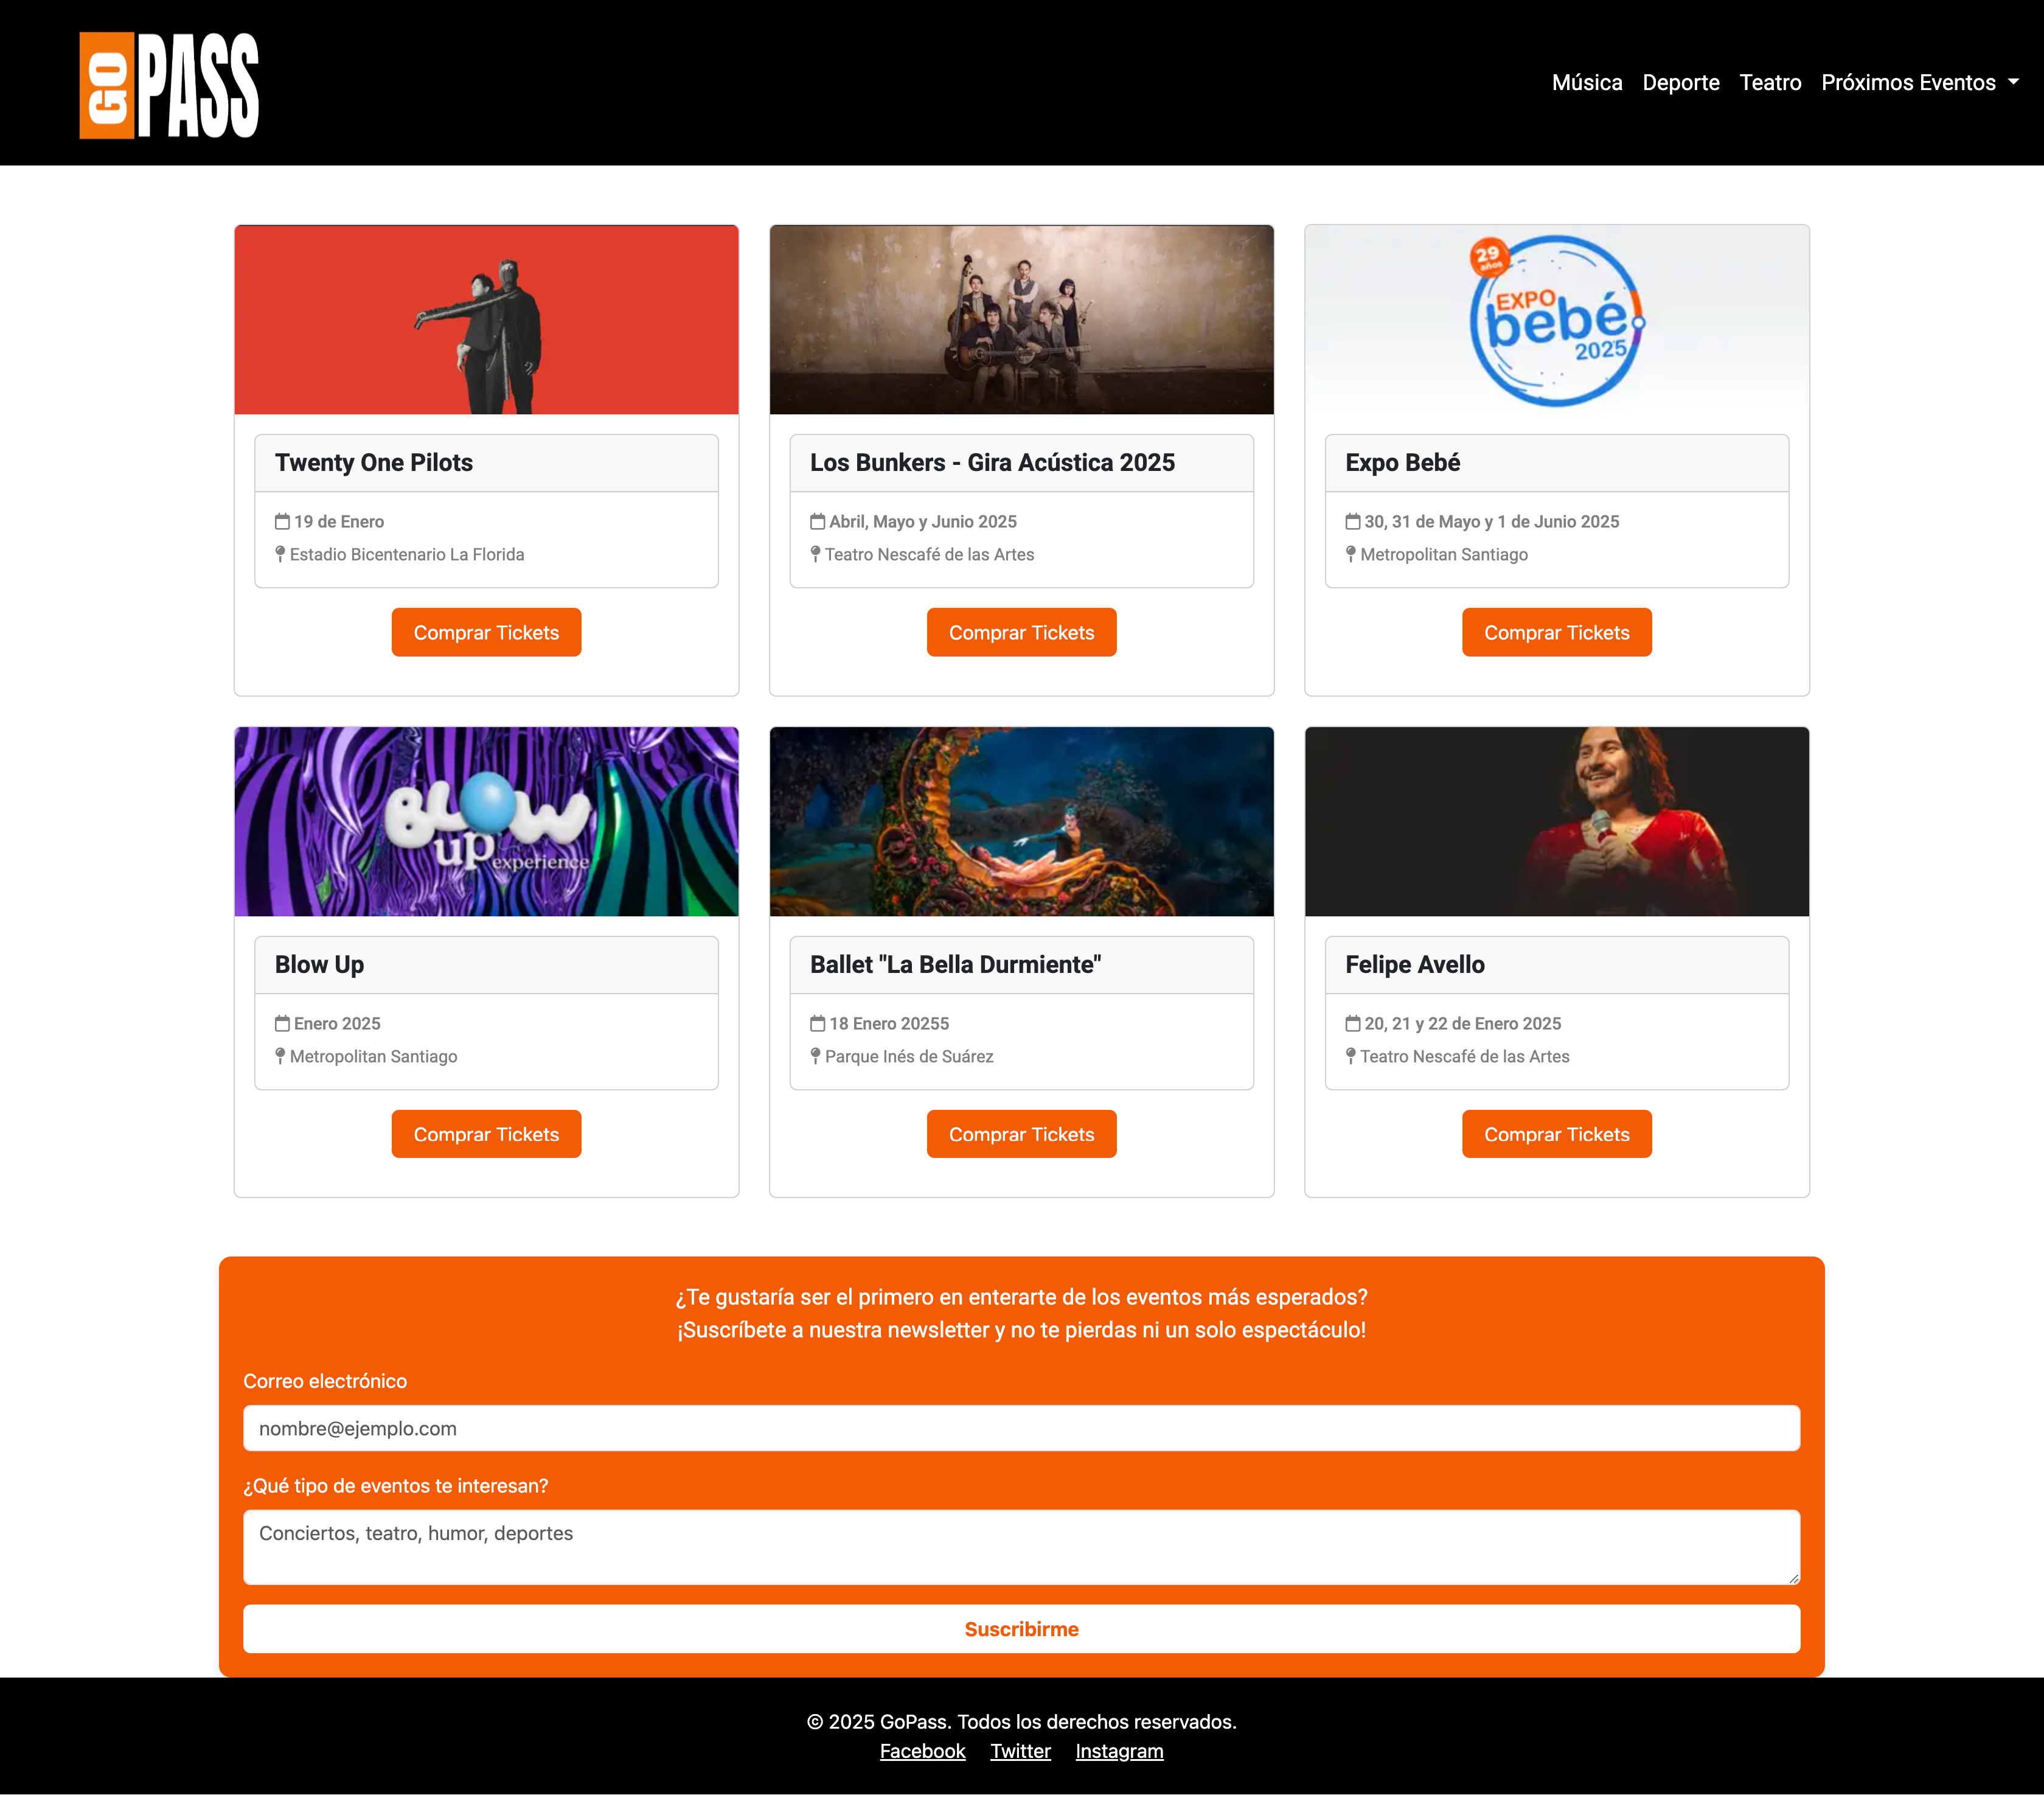 GO PASS
Música Deporte Teatro Próximos Eventos
29 años
EXPO
bebé
2025
Twenty One Pilots
19 de Enero
Estadio Bicentenario La Florida
Comprar Tickets
Los Bunkers - Gira Acústica 2025
Abril, Mayo y Junio 2025
Teatro Nescafé de las Artes
Comprar Tickets
Expo Bebé
30, 31 de Mayo y 1 de Junio 2025
Metropolitan Santiago
Comprar Tickets
BLOW
up experience
Blow Up
Enero 2025
Metropolitan Santiago
Comprar Tickets
Ballet "La Bella Durmiente"
18 Enero 20255
Parque Inés de Suárez
Comprar Tickets
Felipe Avello
20, 21 y 22 de Enero 2025
Teatro Nescafé de las Artes
Comprar Tickets
¿Te gustaría ser el primero en enterarte de los eventos más esperados?
¡Suscríbete a nuestra newsletter y no te pierdas ni un solo espectáculo!
Correo electrónico
nombre@ejemplo.com
¿Qué tipo de eventos te interesan?
Conciertos, teatro, humor, deportes
Suscribirme
© 2025 GoPass. Todos los derechos reservados.
Facebook Twitter Instagram